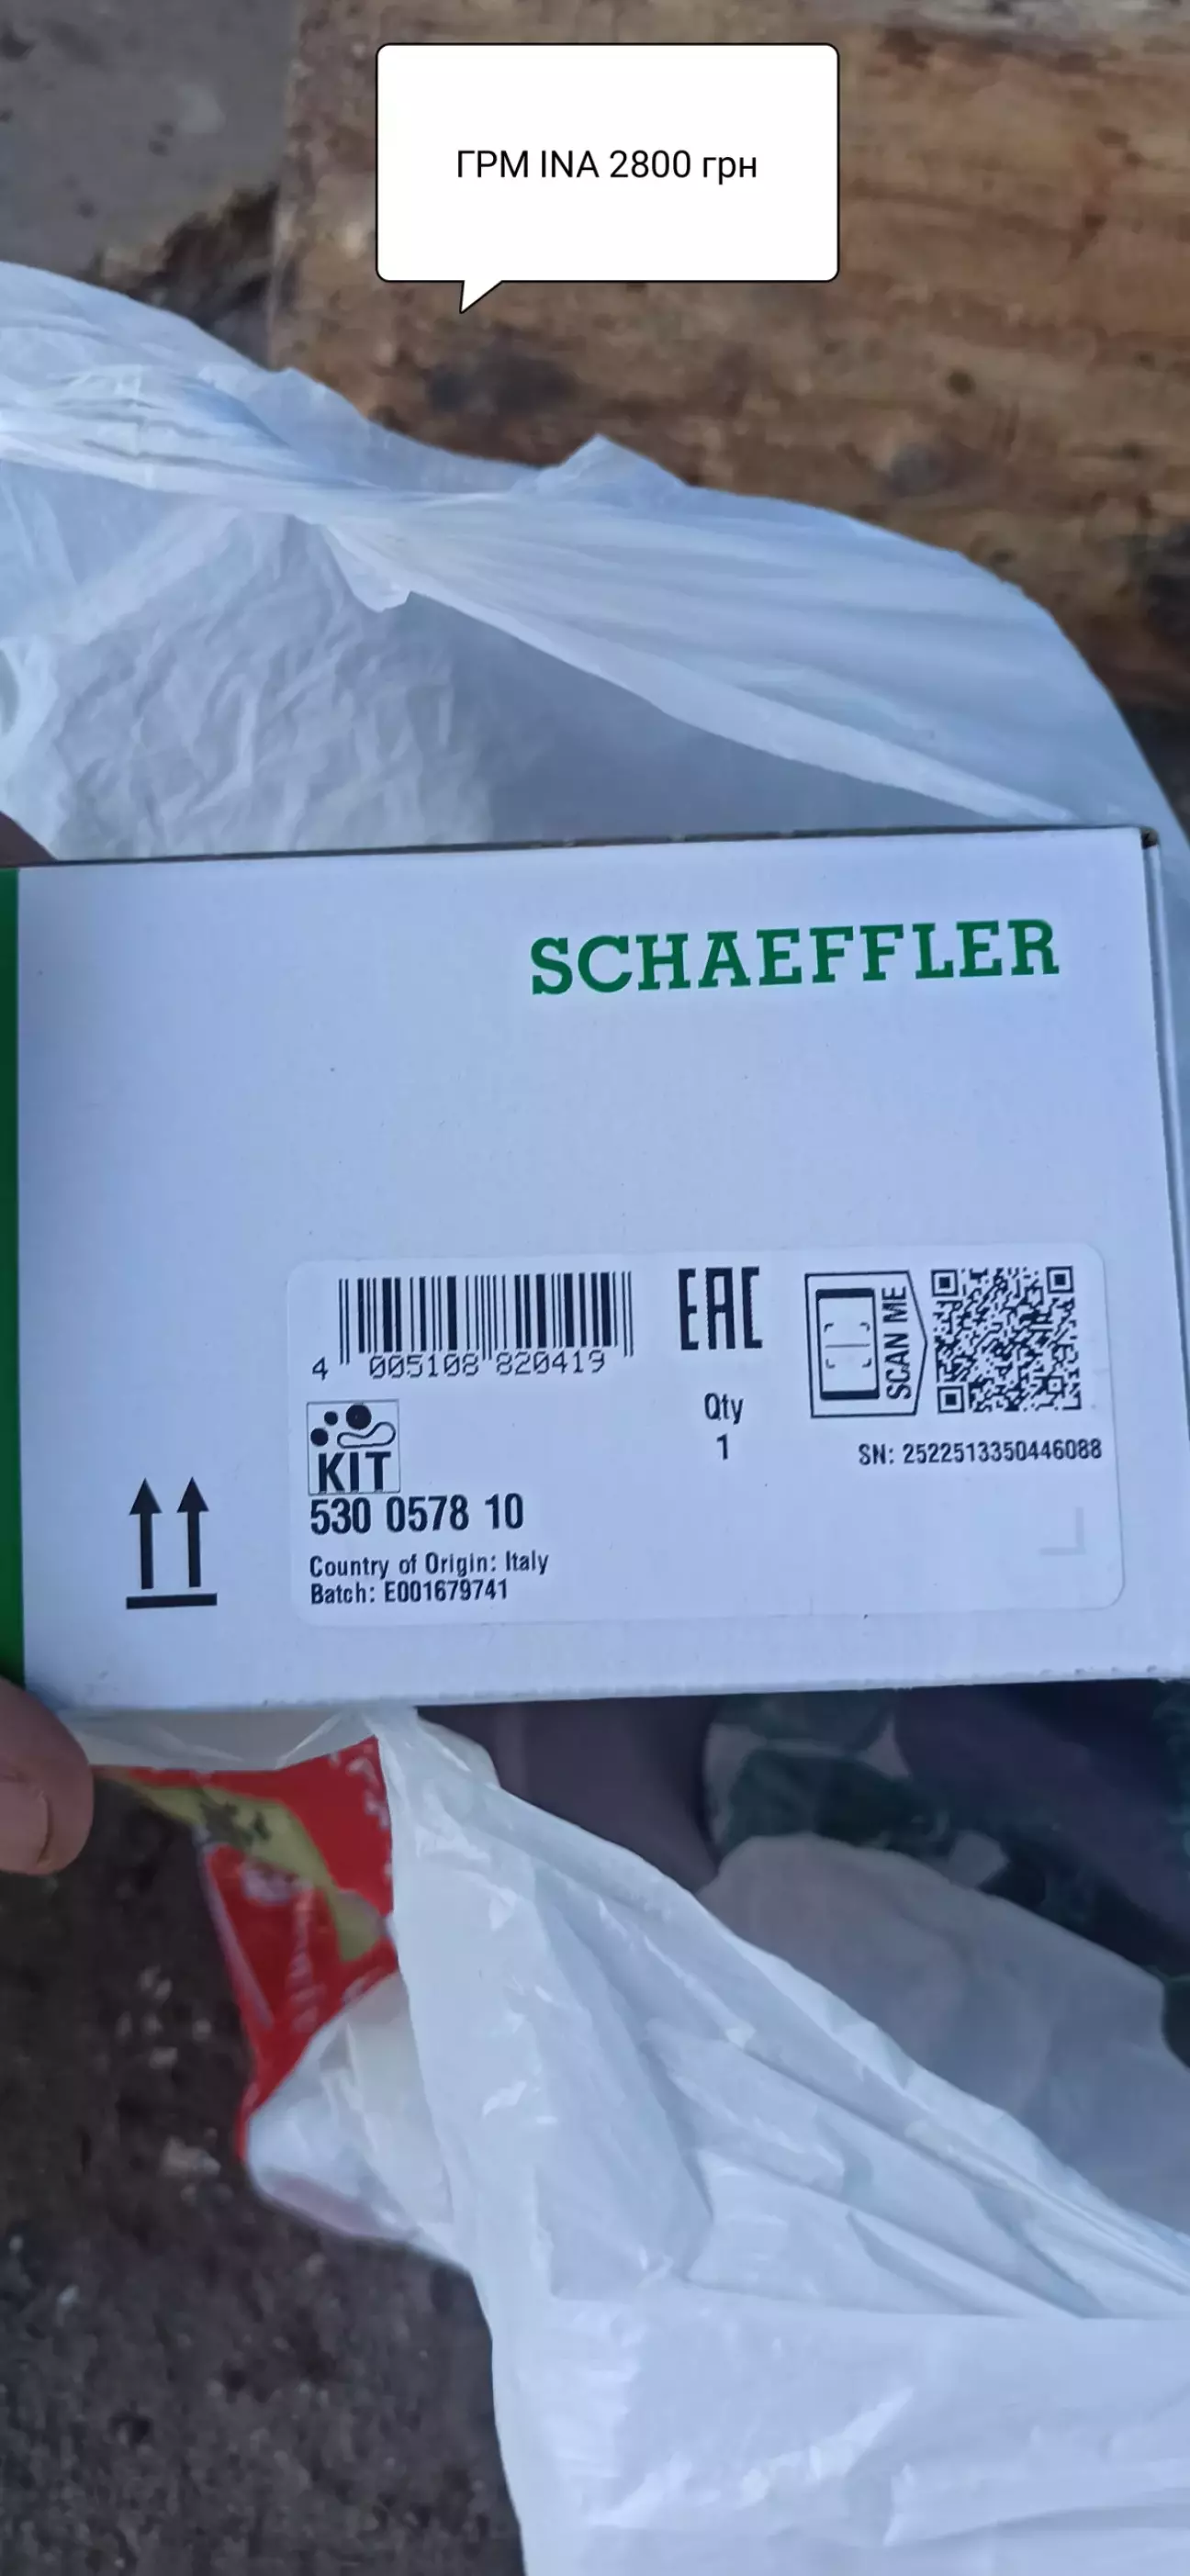 ГРМ INA 2800 грн
SCHAEFFLER
4 005108 820419
EAC
SCAN ME
Qty
1
SN: 2522513350446088
KIT
530 0578 10
Country of Origin: Italy
Batch: E001679741